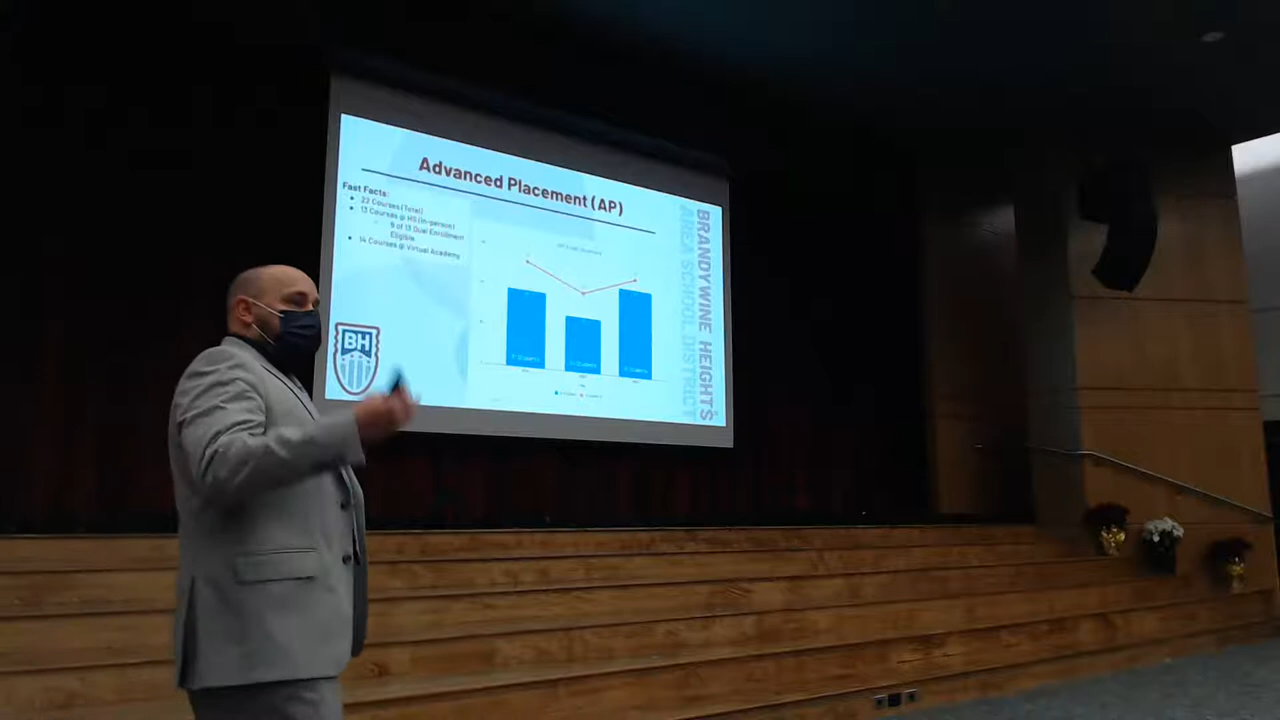 Advanced Placement (AP)
Fast Facts:
22 Courses (Total)
13 Courses @ HS (In-person)
9 of 13 Dual Enrollment
Eligible
14 Courses @ Virtual Academy
BH
BRANDYWINE HEIGHTS
AREA SCHOOL DISTRICT